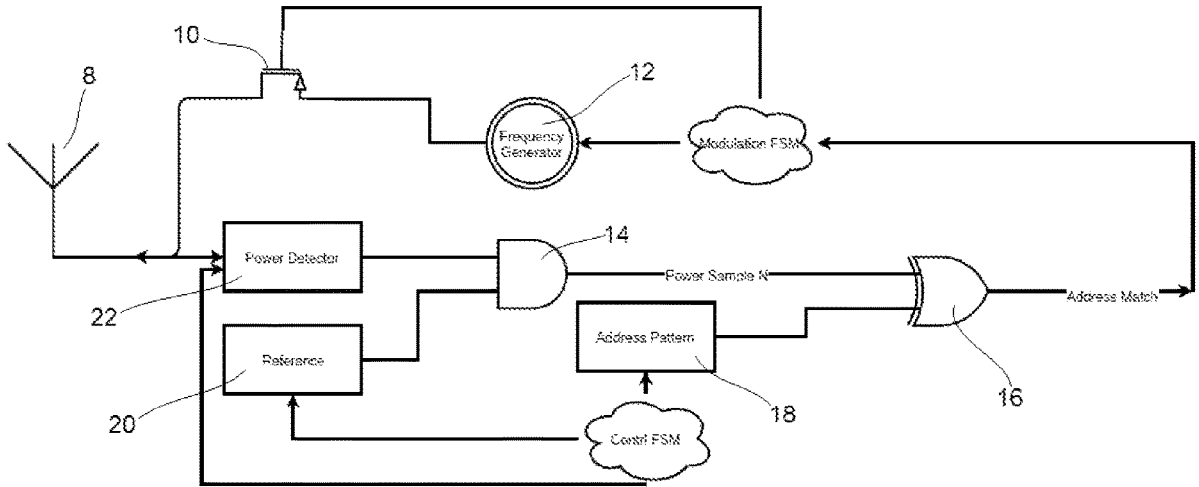 10
8
12
Frequency
Generator
Modulation FSM
14
Power Detector
Power Sample N
22
Address Match
Address Pattern
Reference
16
18
20
Contrl FSM